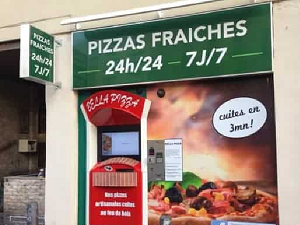 PIZZAS
FRAICHES
24h/24
7J/7
PIZZAS FRAICHES
24h/24 — 7J/7
BELLA PIZZA
cuites en
3mn!
Nos pizzas
artisanales cuites
au feu de bois